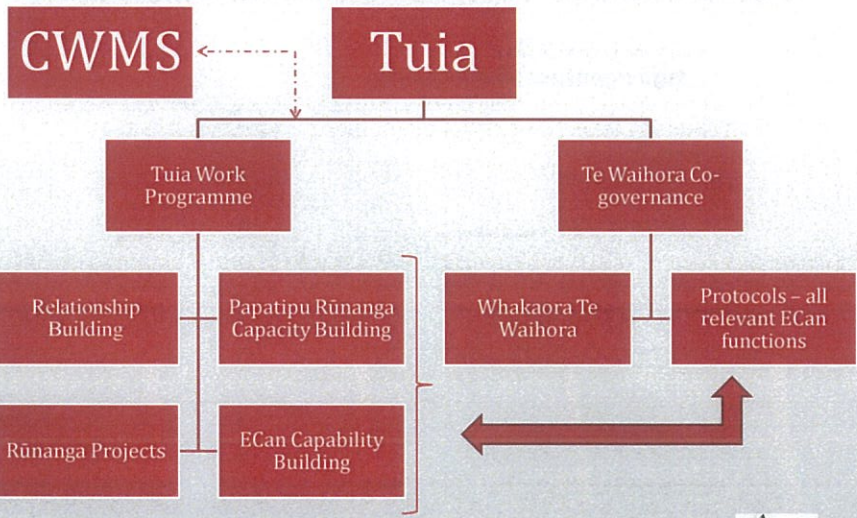 CWMS
Tuia
Tuia Work
Programme
Te Waihora Co-
governance
Relationship
Building
Papatipu Rūnanga
Capacity Building
Whakaora Te
Waihora
Protocols – all
relevant ECan
functions
Rūnanga Projects
ECan Capability
Building